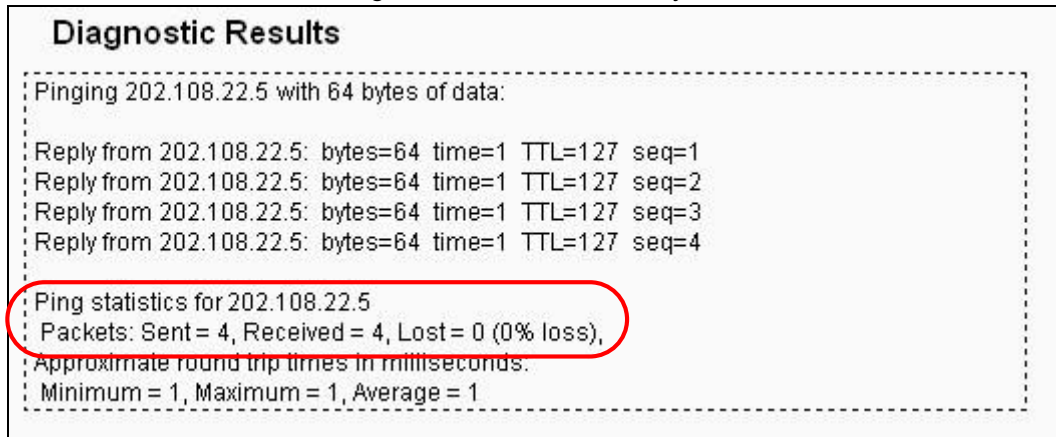 Diagnostic Results
Pinging 202.108.22.5 with 64 bytes of data:
Reply from 202.108.22.5: bytes=64 time=1 TTL=127 seq=1
Reply from 202.108.22.5: bytes=64 time=1 TTL=127 seq=2
Reply from 202.108.22.5: bytes=64 time=1 TTL=127 seq=3
Reply from 202.108.22.5: bytes=64 time=1 TTL=127 seq=4
Ping statistics for 202.108.22.5
Packets: Sent = 4, Received = 4, Lost = 0 (0% loss),
Approximate round trip times in milliseconds:
Minimum = 1, Maximum = 1, Average = 1